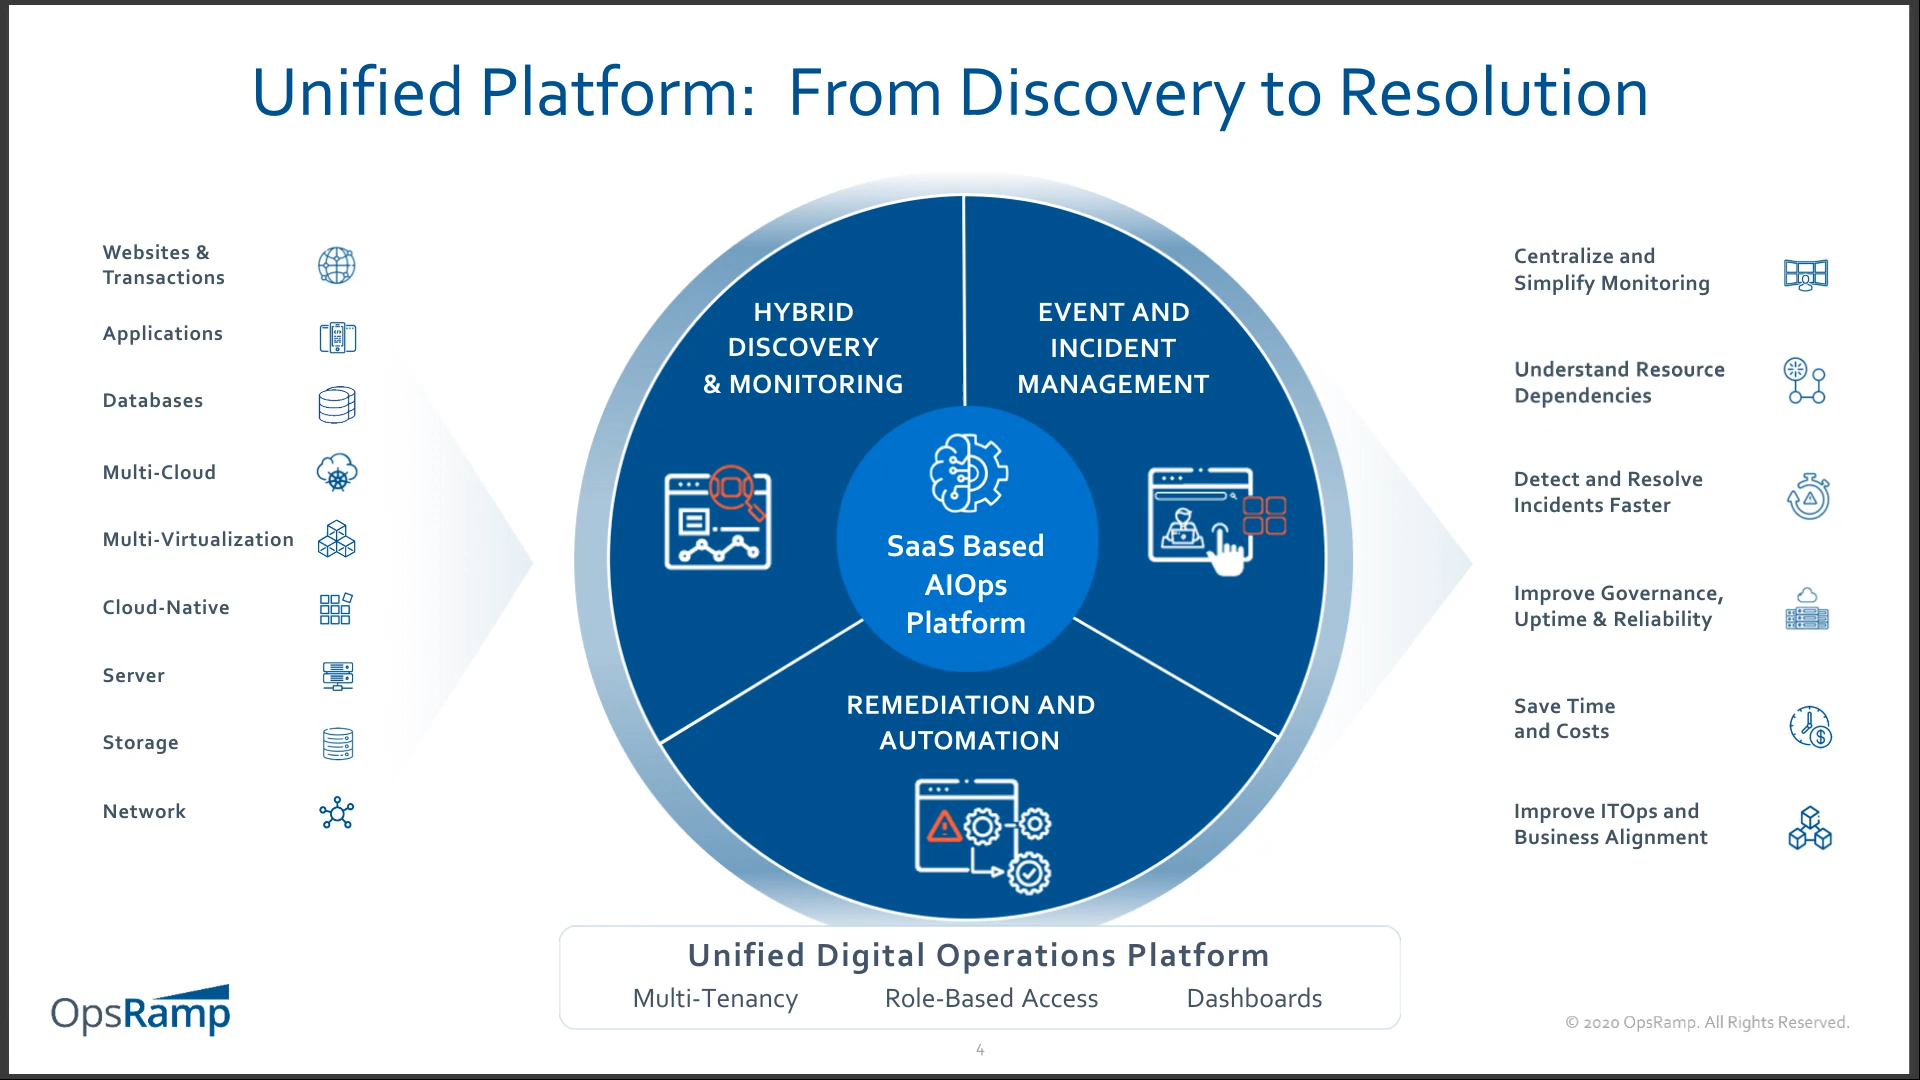 Unified Platform: From Discovery to Resolution
Websites &
Transactions
Applications
Databases
Multi-Cloud
Multi-Virtualization
Cloud-Native
Server
Storage
Network
HYBRID
DISCOVERY
& MONITORING
EVENT AND
INCIDENT
MANAGEMENT
SaaS Based
AIOps
Platform
REMEDIATION AND
AUTOMATION
Centralize and
Simplify Monitoring
Understand Resource
Dependencies
Detect and Resolve
Incidents Faster
Improve Governance,
Uptime & Reliability
Save Time
and Costs
Improve ITOps and
Business Alignment
Unified Digital Operations Platform
Multi-Tenancy Role-Based Access Dashboards
OpsRamp
© 2020 OpsRamp. All Rights Reserved.
4